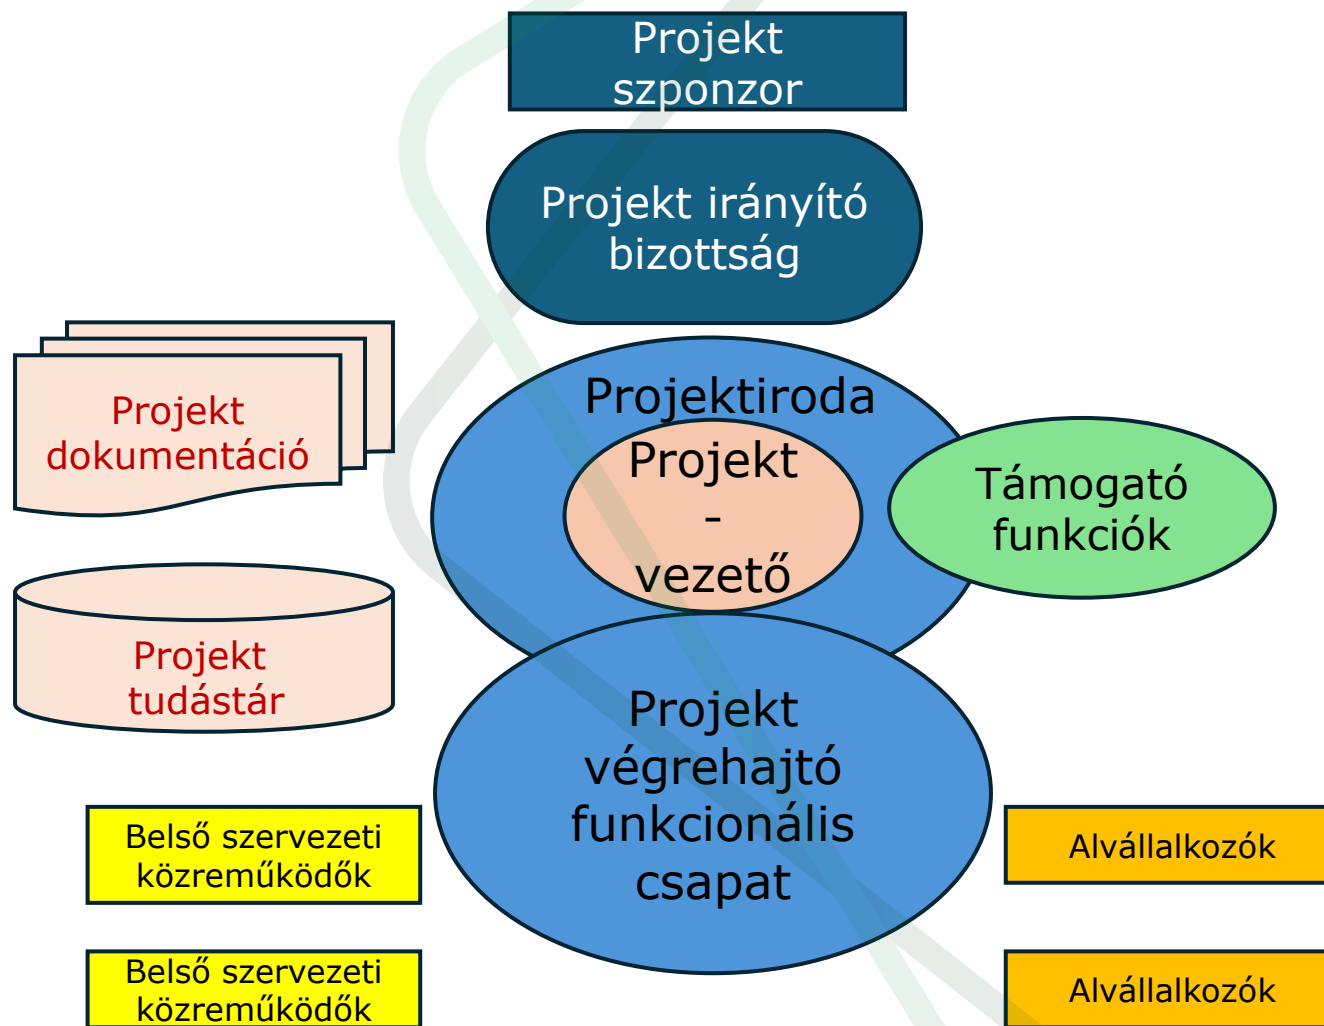 Projekt
szponzor
Projekt irányító
bizottság
Projekt
dokumentáció
Projektiroda
Projekt
-
vezető
Támogató
funkciók
Projekt
tudástár
Projekt
végrehajtó
funkcionális
csapat
Belső szervezeti
közreműködők
Alvállalkozók
Belső szervezeti
közreműködők
Alvállalkozók